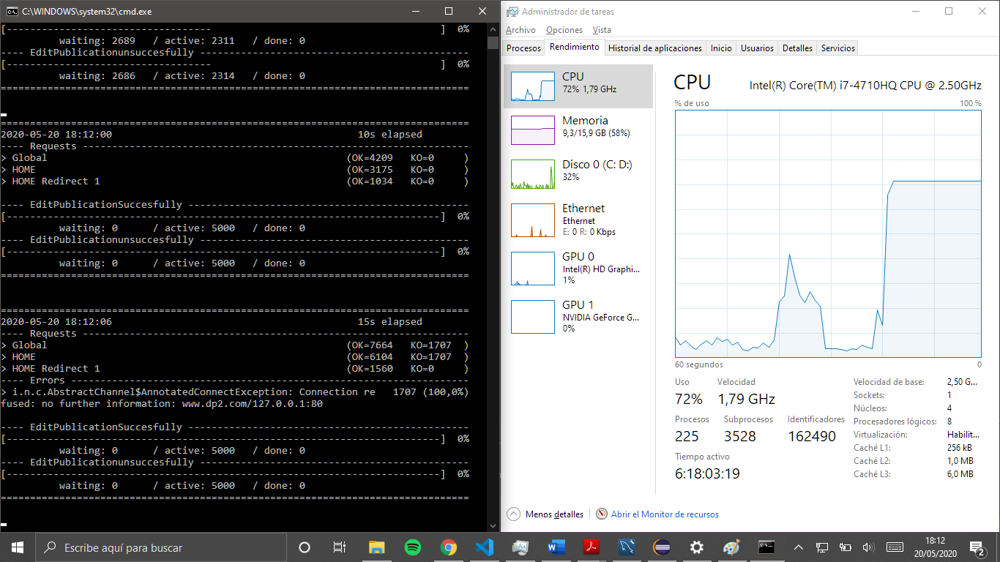 C:\WINDOWS\system32\cmd.exe
[-----------------------------------                                       ]  0%
          waiting: 2689   / active: 2311   / done: 0
---- EditPublicationunsuccesfully ----------------------------------------------
[-----------------------------------                                       ]  0%
          waiting: 2686   / active: 2314   / done: 0
================================================================================
================================================================================
2020-05-20 18:12:00                                          10s elapsed
---- Requests ------------------------------------------------------------------
> Global                                                   (OK=4209   KO=0     )
> HOME                                                     (OK=3175   KO=0     )
> HOME Redirect 1                                          (OK=1034   KO=0     )
---- EditPublicationSuccesfully ------------------------------------------------
[--------------------------------------------------------------------------]  0%
          waiting: 0      / active: 5000   / done: 0
---- EditPublicationunsuccesfully ----------------------------------------------
[--------------------------------------------------------------------------]  0%
          waiting: 0      / active: 5000   / done: 0
================================================================================
================================================================================
2020-05-20 18:12:06                                          15s elapsed
---- Requests ------------------------------------------------------------------
> Global                                                   (OK=7664   KO=1707  )
> HOME                                                     (OK=6104   KO=1707  )
> HOME Redirect 1                                          (OK=1560   KO=0     )
---- Errors --------------------------------------------------------------------
> i.n.c.AbstractChannel$AnnotatedConnectException: Connection re   1707 (100,0%)
fused: no further information: www.dp2.com/127.0.0.1:80
---- EditPublicationSuccesfully ------------------------------------------------
[--------------------------------------------------------------------------]  0%
          waiting: 0      / active: 5000   / done: 0
---- EditPublicationunsuccesfully ----------------------------------------------
[--------------------------------------------------------------------------]  0%
          waiting: 0      / active: 5000   / done: 0
================================================================================
Administrador de tareas
Archivo Opciones Vista
Procesos Rendimiento Historial de aplicaciones Inicio Usuarios Detalles Servicios
CPU
72% 1,79 GHz
Memoria
9,3/15,9 GB (58%)
Disco 0 (C: D:)
32%
Ethernet
Ethernet
E: 0 R: 0 Kbps
GPU 0
Intel(R) HD Graphi...
1%
GPU 1
NVIDIA GeForce G...
0%
CPU Intel(R) Core(TM) i7-4710HQ CPU @ 2.50GHz
% de uso 100 %
60 segundos 0
Uso Velocidad
72% 1,79 GHz
Procesos Subprocesos Identificadores
225 3528 162490
Tiempo activo
6:18:03:19
Velocidad de base: 2,50 G...
Sockets: 1
Núcleos: 4
Procesadores lógicos: 8
Virtualización: Habilit...
Caché L1: 256 kB
Caché L2: 1,0 MB
Caché L3: 6,0 MB
Menos detalles Abrir el Monitor de recursos
Escribe aquí para buscar
18:12
20/05/2020
2